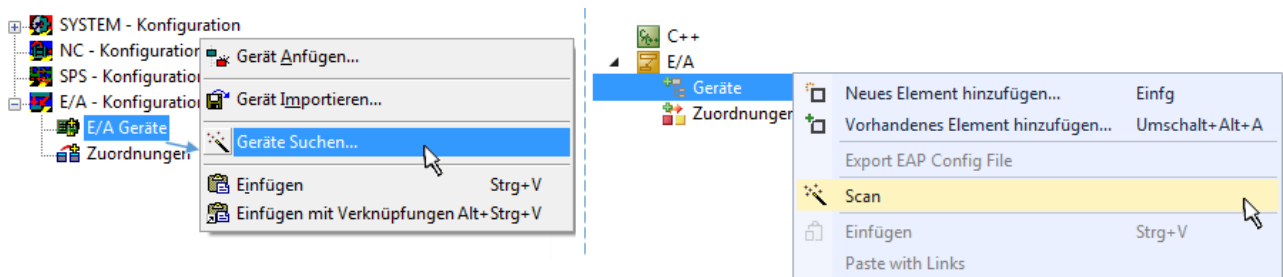 SYSTEM - Konfiguration
NC - Konfiguration
SPS - Konfiguration
E/A - Konfiguration
E/A Geräte
Zuordnungen
Gerät Anfügen...
Gerät Importieren...
Geräte Suchen...
Einfügen Strg+V
Einfügen mit Verknüpfungen Alt+Strg+V
C++
E/A
Geräte
Zuordnungen
Neues Element hinzufügen... Einfg
Vorhandenes Element hinzufügen... Umschalt+Alt+A
Export EAP Config File
Scan
Einfügen Strg+V
Paste with Links